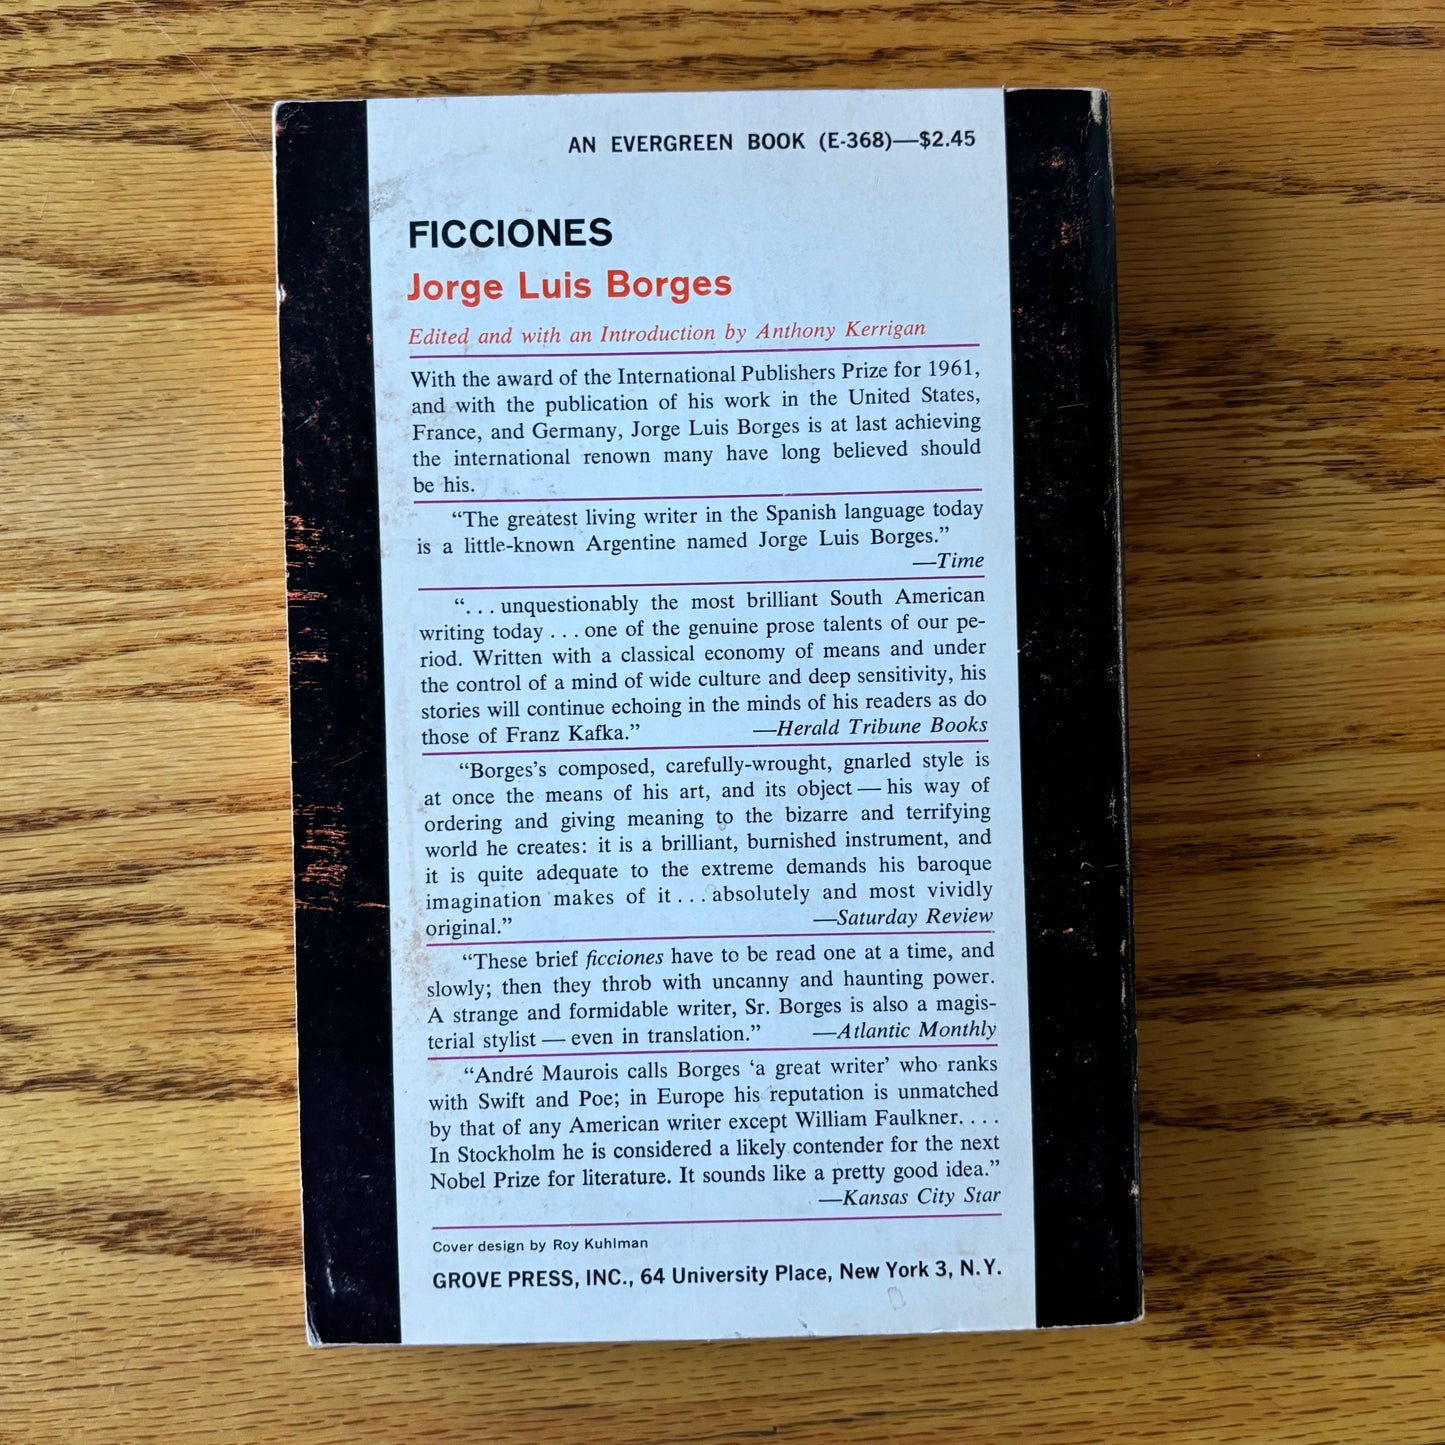 AN EVERGREEN BOOK (E-368)—$2.45
FICCIONES
Jorge Luis Borges
Edited and with an Introduction by Anthony Kerrigan
With the award of the International Publishers Prize for 1961,
and with the publication of his work in the United States,
France, and Germany, Jorge Luis Borges is at last achieving
the international renown many have long believed should
be his.
“The greatest living writer in the Spanish language today
is a little-known Argentine named Jorge Luis Borges.”
—Time
“. . . unquestionably the most brilliant South American
writing today . . . one of the genuine prose talents of our pe-
riod. Written with a classical economy of means and under
the control of a mind of wide culture and deep sensitivity, his
stories will continue echoing in the minds of his readers as do
those of Franz Kafka.” —Herald Tribune Books
“Borges’s composed, carefully-wrought, gnarled style is
at once the means of his art, and its object — his way of
ordering and giving meaning to the bizarre and terrifying
world he creates: it is a brilliant, burnished instrument, and
it is quite adequate to the extreme demands his baroque
imagination makes of it . . . absolutely and most vividly
original.” —Saturday Review
“These brief ficciones have to be read one at a time, and
slowly; then they throb with uncanny and haunting power.
A strange and formidable writer, Sr. Borges is also a magis-
terial stylist — even in translation.” —Atlantic Monthly
“André Maurois calls Borges ‘a great writer’ who ranks
with Swift and Poe; in Europe his reputation is unmatched
by that of any American writer except William Faulkner. . . .
In Stockholm he is considered a likely contender for the next
Nobel Prize for literature. It sounds like a pretty good idea.”
—Kansas City Star
Cover design by Roy Kuhlman
GROVE PRESS, INC., 64 University Place, New York 3, N. Y.